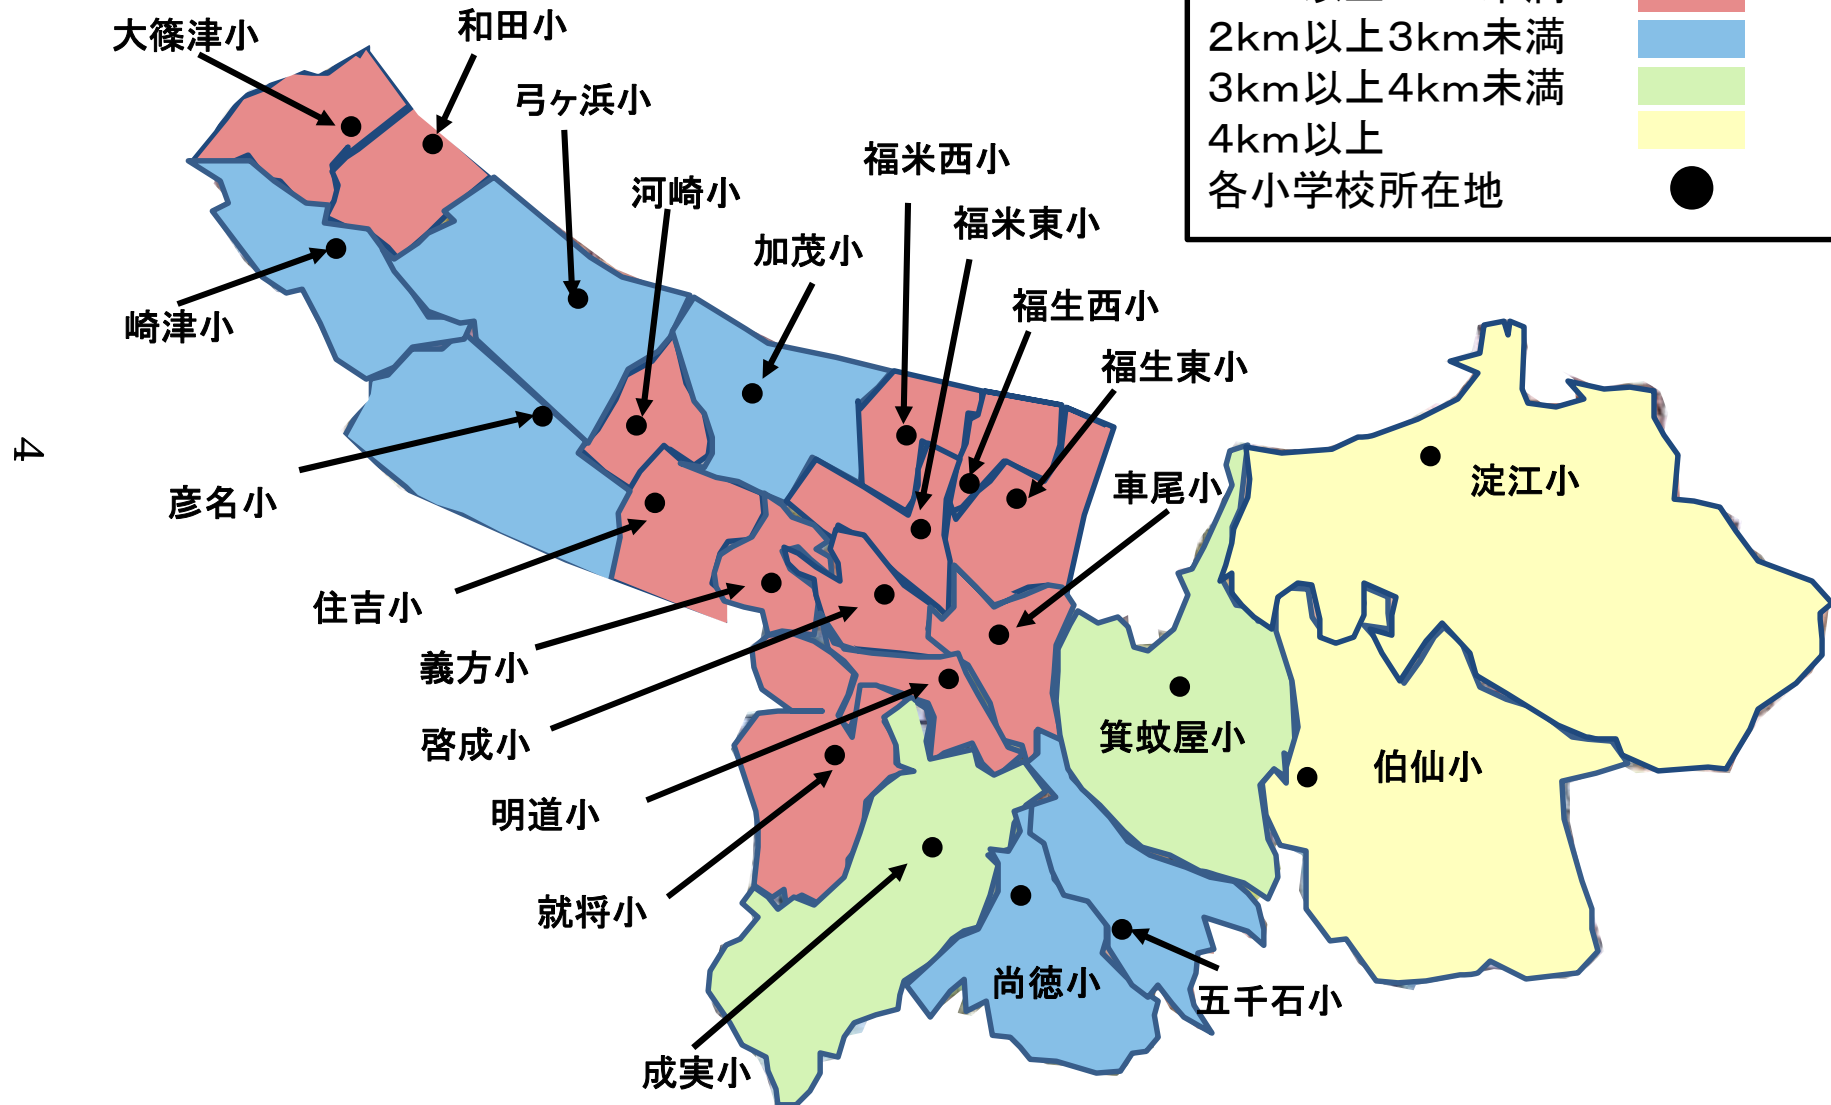 2km以上3km未満
3km以上4km未満
4km以上
各小学校所在地
大篠津小
和田小
弓ヶ浜小
河崎小
福米西小
福米東小
加茂小
福生西小
福生東小
崎津小
彦名小
車尾小
淀江小
住吉小
義方小
啓成小
箕蚊屋小
伯仙小
明道小
就将小
尚徳小
五千石小
成実小
4